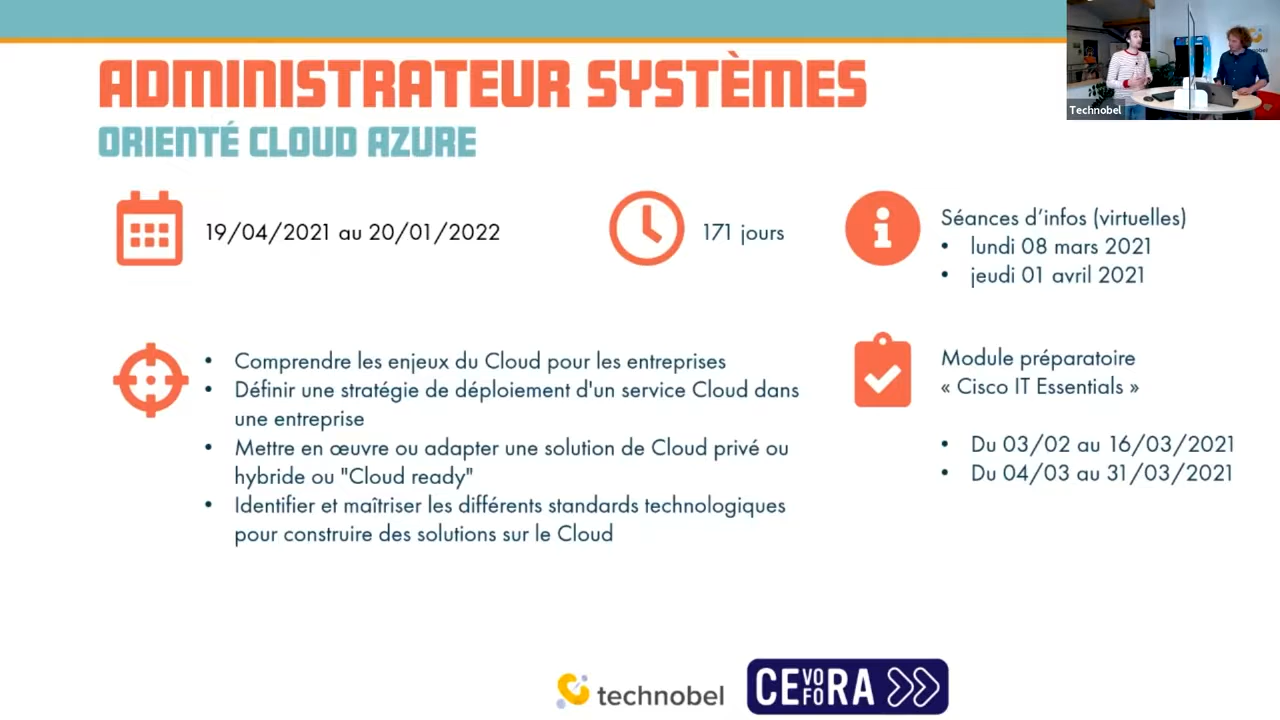 ADMINISTRATEUR SYSTÈMES
ORIENTÉ CLOUD AZURE
Technobel
19/04/2021 au 20/01/2022
171 jours
Séances d’infos (virtuelles)
• lundi 08 mars 2021
• jeudi 01 avril 2021
• Comprendre les enjeux du Cloud pour les entreprises
• Définir une stratégie de déploiement d'un service Cloud dans
une entreprise
• Mettre en œuvre ou adapter une solution de Cloud privé ou
hybride ou "Cloud ready"
• Identifier et maîtriser les différents standards technologiques
pour construire des solutions sur le Cloud
Module préparatoire
« Cisco IT Essentials »
• Du 03/02 au 16/03/2021
• Du 04/03 au 31/03/2021
technobel
CEVOFORA